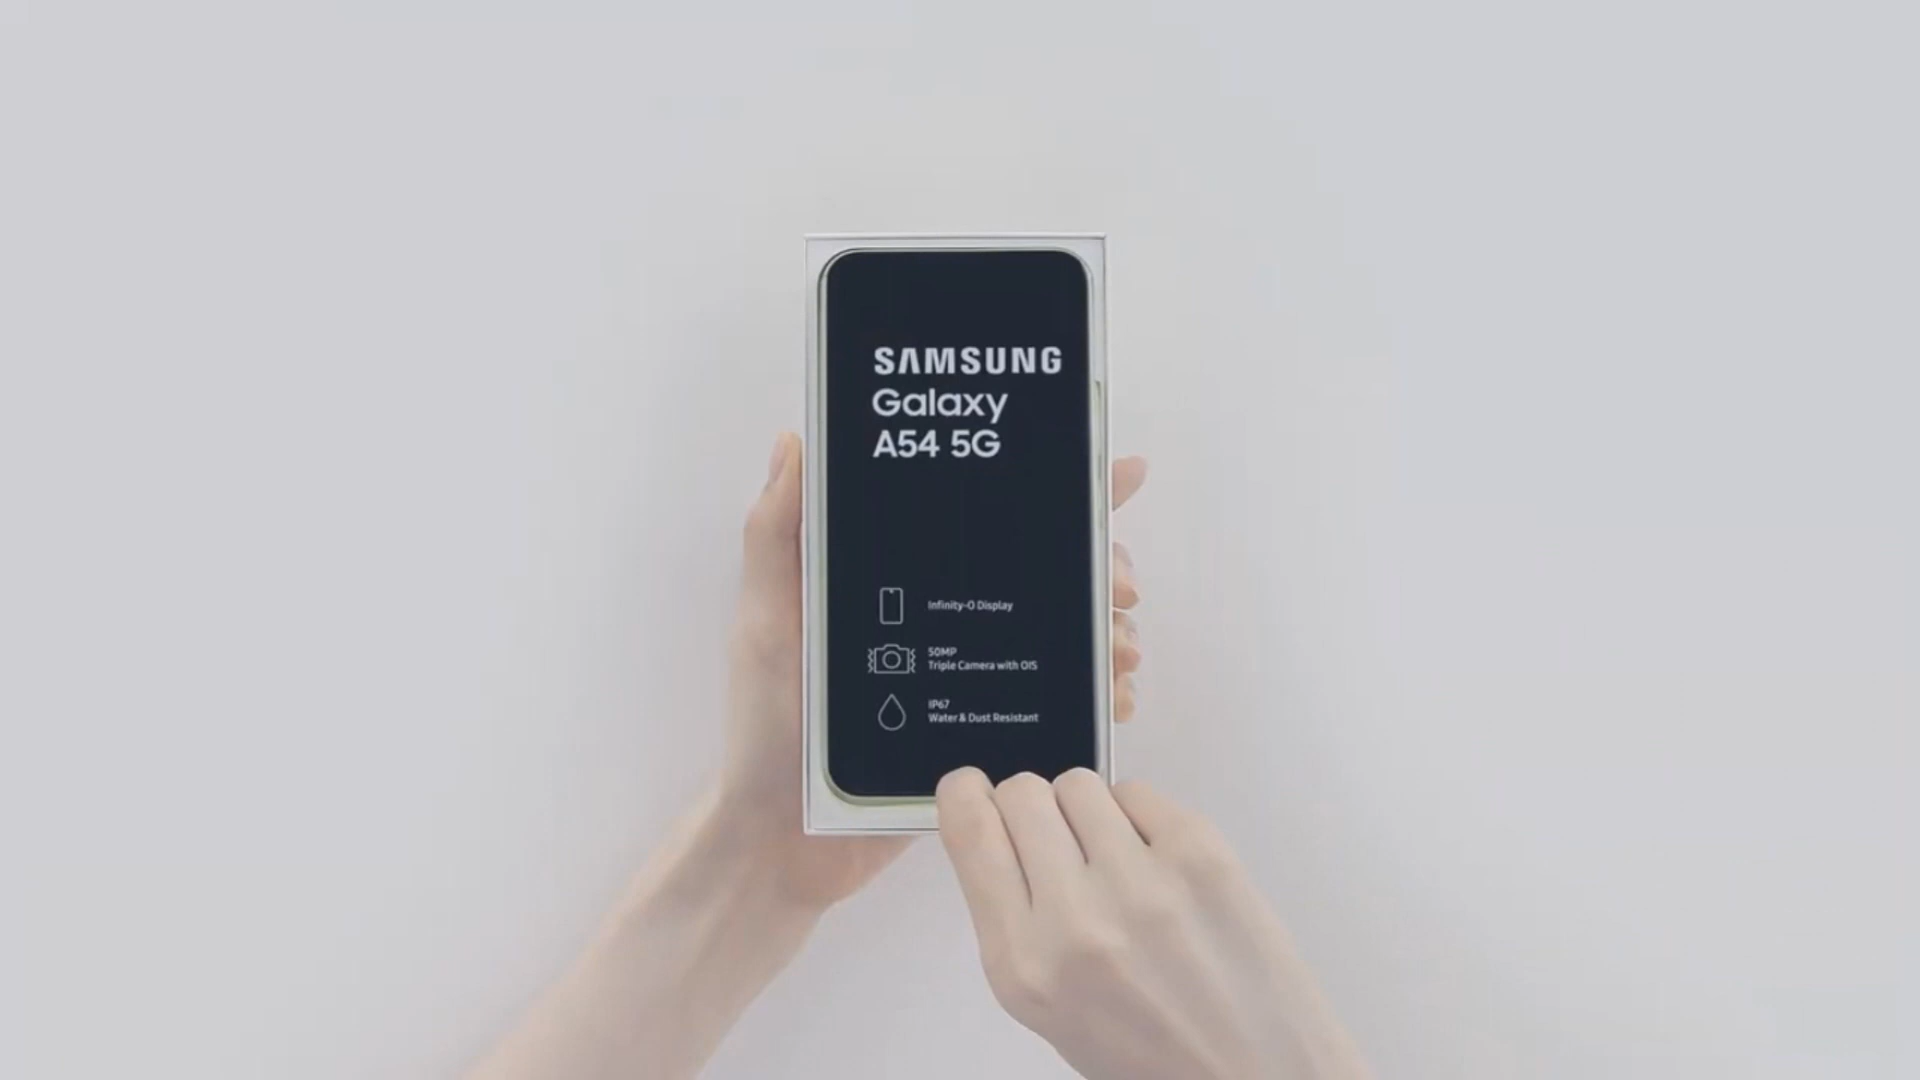 SAMSUNG
Galaxy
A54 5G
Infinity-O Display
50MP
Triple Camera with OIS
IP67
Water & Dust Resistant